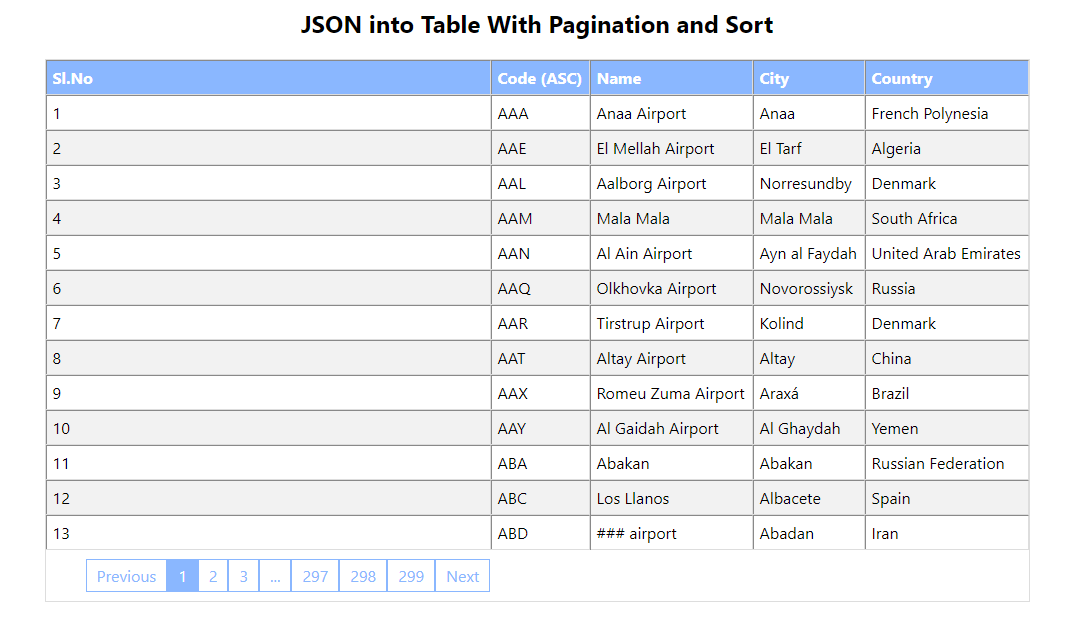 JSON into Table With Pagination and Sort
Sl.No Code (ASC) Name City Country
1 AAA Anaa Airport Anaa French Polynesia
2 AAE El Mellah Airport El Tarf Algeria
3 AAL Aalborg Airport Norresundby Denmark
4 AAM Mala Mala Mala Mala South Africa
5 AAN Al Ain Airport Ayn al Faydah United Arab Emirates
6 AAQ Olkhovka Airport Novorossiysk Russia
7 AAR Tirstrup Airport Kolind Denmark
8 AAT Altay Airport Altay China
9 AAX Romeu Zuma Airport Araxá Brazil
10 AAY Al Gaidah Airport Al Ghaydah Yemen
11 ABA Abakan Abakan Russian Federation
12 ABC Los Llanos Albacete Spain
13 ABD ### airport Abadan Iran
Previous 1 2 3 ... 297 298 299 Next